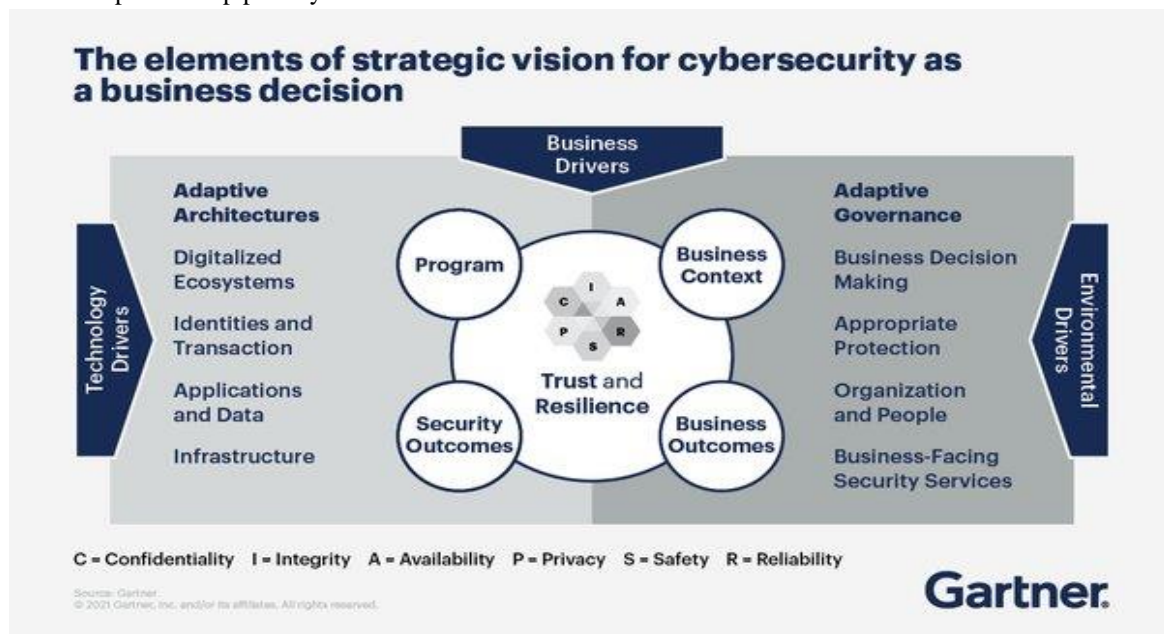 The elements of strategic vision for cybersecurity as
a business decision
Business
Drivers
Technology
Drivers
Adaptive
Architectures
Digitalized
Ecosystems
Identities and
Transaction
Applications
and Data
Infrastructure
Program
Business
Context
C I A
P S R
Trust and
Resilience
Security
Outcomes
Business
Outcomes
Adaptive
Governance
Business Decision
Making
Appropriate
Protection
Organization
and People
Business-Facing
Security Services
Environmental
Drivers
C = Confidentiality I = Integrity A = Availability P = Privacy S = Safety R = Reliability
Source: Gartner
© 2021 Gartner, Inc. and/or its affiliates. All rights reserved.
Gartner®